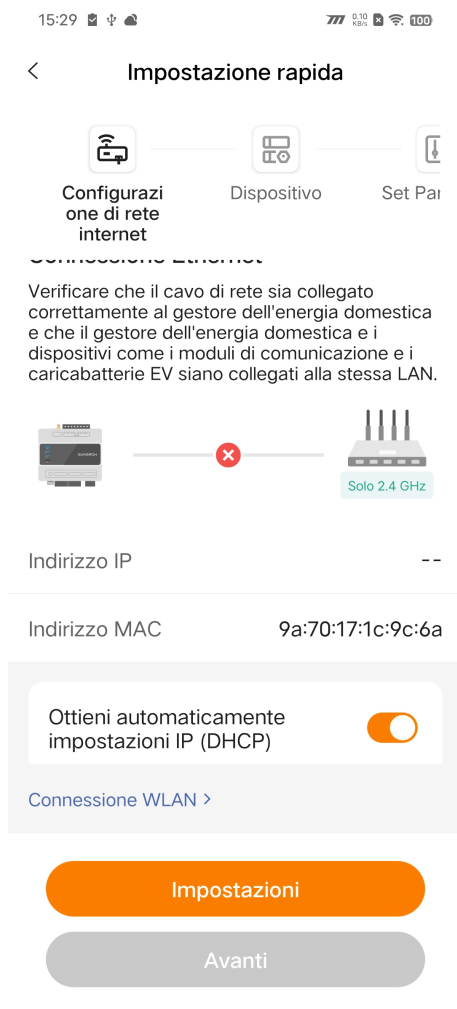 15:29
0.10
KB/s
100
Impostazione rapida
Configurazi
one di rete
internet
Dispositivo
Set Par
Connessione Ethernet
Verificare che il cavo di rete sia collegato
correttamente al gestore dell'energia domestica
e che il gestore dell'energia domestica e i
dispositivi come i moduli di comunicazione e i
caricabatterie EV siano collegati alla stessa LAN.
SUNGROW
Solo 2.4 GHz
Indirizzo IP
--
Indirizzo MAC
9a:70:17:1c:9c:6a
Ottieni automaticamente
impostazioni IP (DHCP)
Connessione WLAN >
Impostazioni
Avanti